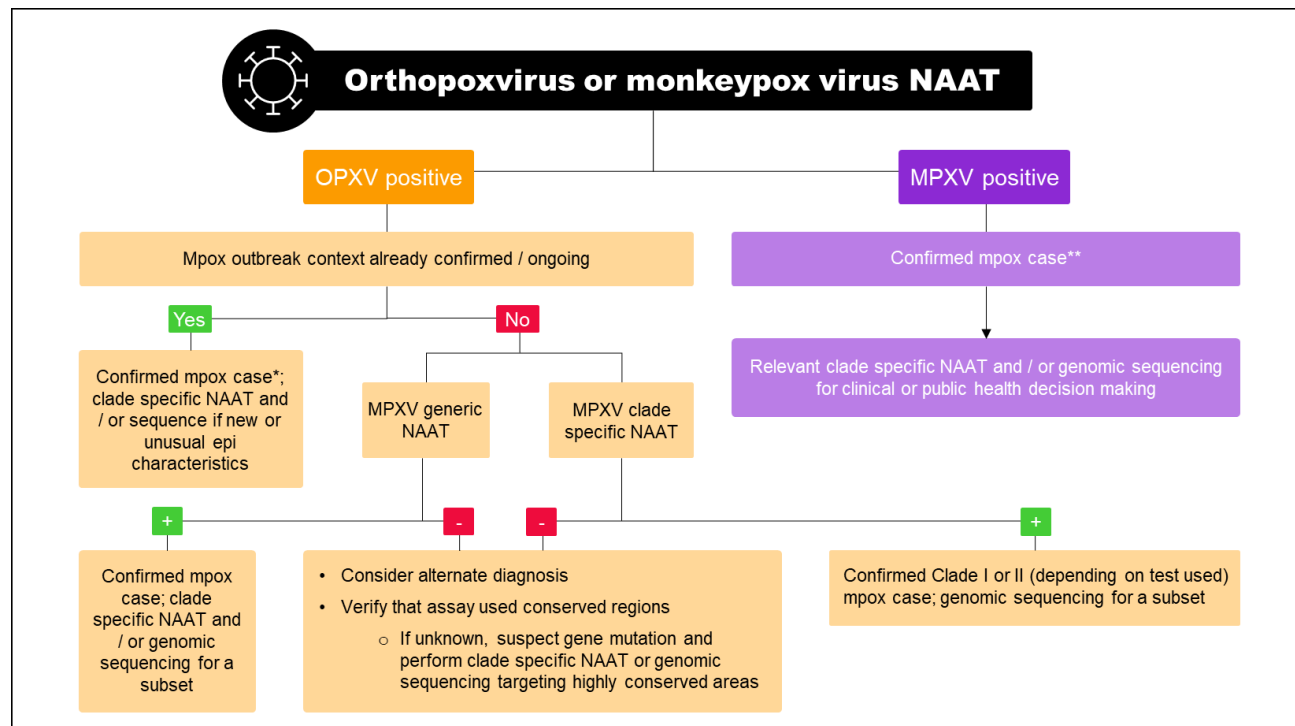 Orthopoxvirus or monkeypox virus NAAT
OPXV positive
MPXV positive
Mpox outbreak context already confirmed / ongoing
Confirmed mpox case**
Yes
No
Relevant clade specific NAAT and / or genomic sequencing
for clinical or public health decision making
Confirmed mpox case*;
clade specific NAAT and
/ or sequence if new or
unusual epi
characteristics
MPXV generic
NAAT
MPXV clade
specific NAAT
+
-
-
+
Confirmed mpox
case; clade
specific NAAT and
/ or genomic
sequencing for a
subset
• Consider alternate diagnosis
• Verify that assay used conserved regions
o If unknown, suspect gene mutation and
perform clade specific NAAT or genomic
sequencing targeting highly conserved areas
Confirmed Clade I or II (depending on test used)
mpox case; genomic sequencing for a subset